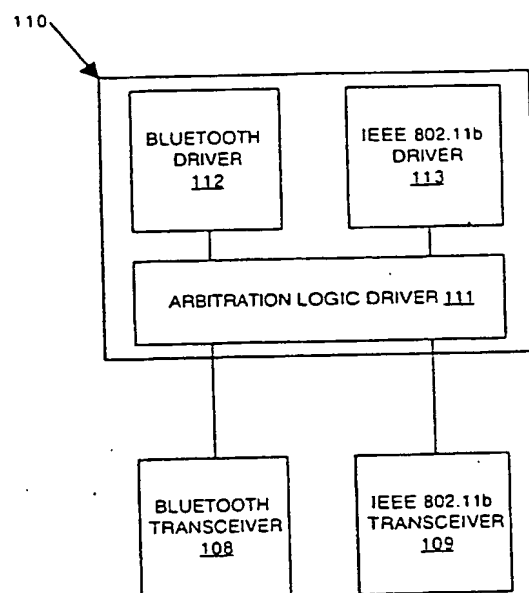 110
BLUETOOTH
DRIVER
112
IEEE 802.11b
DRIVER
113
ARBITRATION LOGIC DRIVER 111
BLUETOOTH
TRANSCEIVER
108
IEEE 802.11b
TRANSCEIVER
109